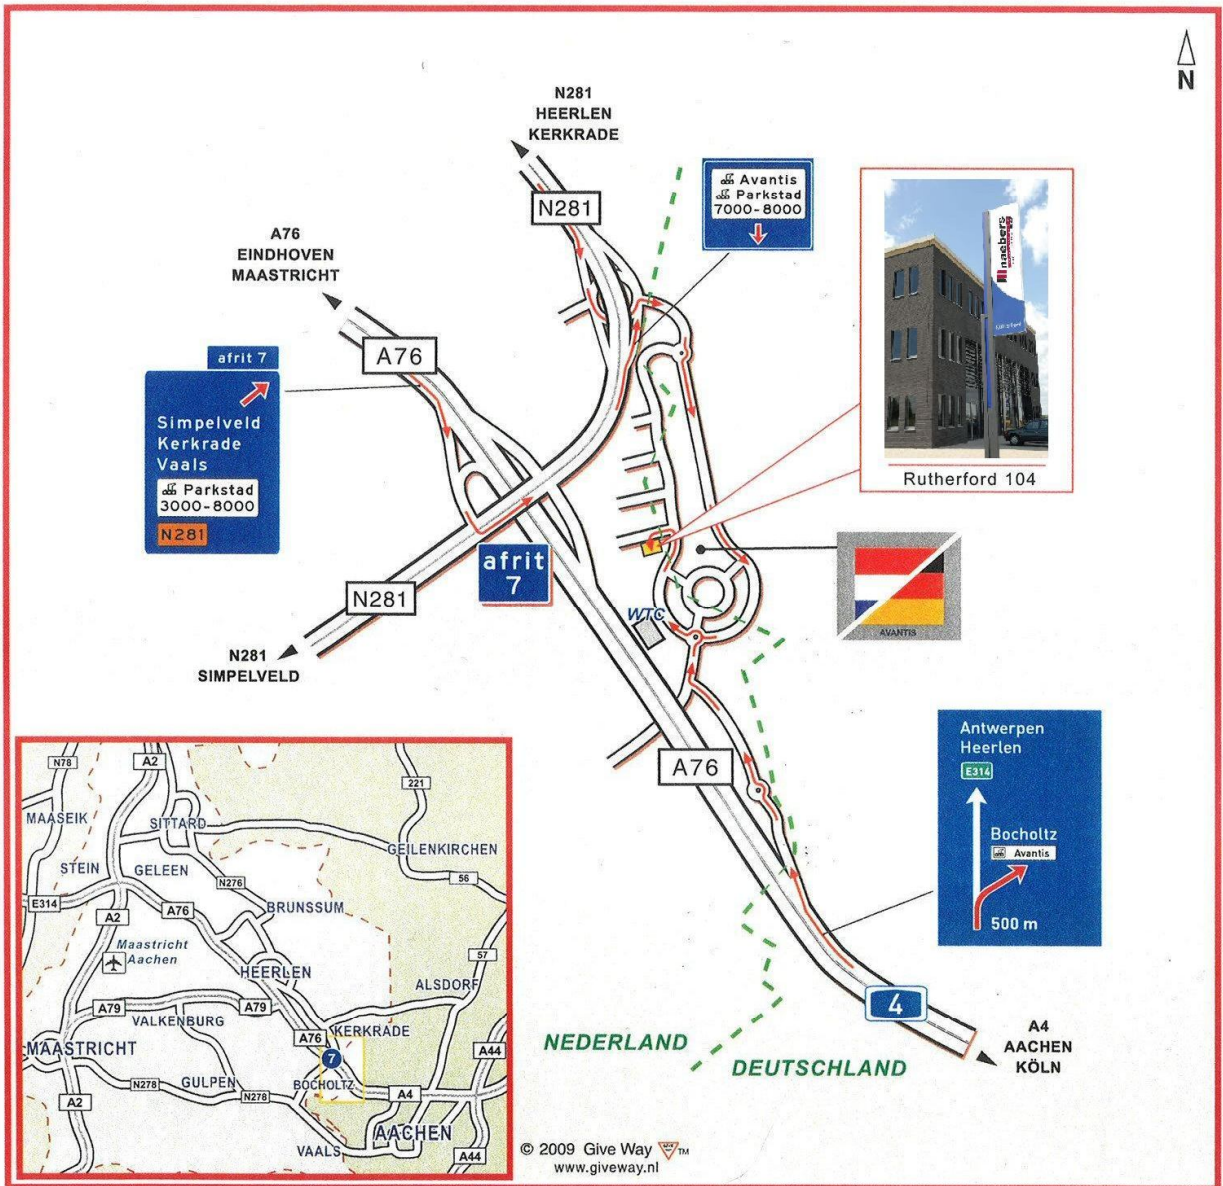 N
N281
HEERLEN
KERKRADE
N281
Avantis
Parkstad
7000-8000
A76
EINDHOVEN
MAASTRICHT
A76
afrit 7
Simpelveld
Kerkrade
Vaals
Parkstad
3000-8000
N281
naebers
Rutherford 104
afrit
7
N281
N281
SIMPELVELD
WTC
AVANTIS
A76
Antwerpen
Heerlen
E314
Bocholtz
Avantis
500 m
4
A4
AACHEN
KÖLN
NEDERLAND
DEUTSCHLAND
N78
A2
221
MAASEIK
SITTARD
GEILENKIRCHEN
STEIN
GELEEN
56
N276
E314
A2
A76
BRUNSSUM
Maastricht
Aachen
57
HEERLEN
ALSDORF
A79
A79
VALKENBURG
KERKRADE
A76
MAASTRICHT
7
A44
N278
GULPEN
BOCHOLTZ
N278
A4
A2
AACHEN
VAALS
A44
© 2009 Give Way TM
www.giveway.nl